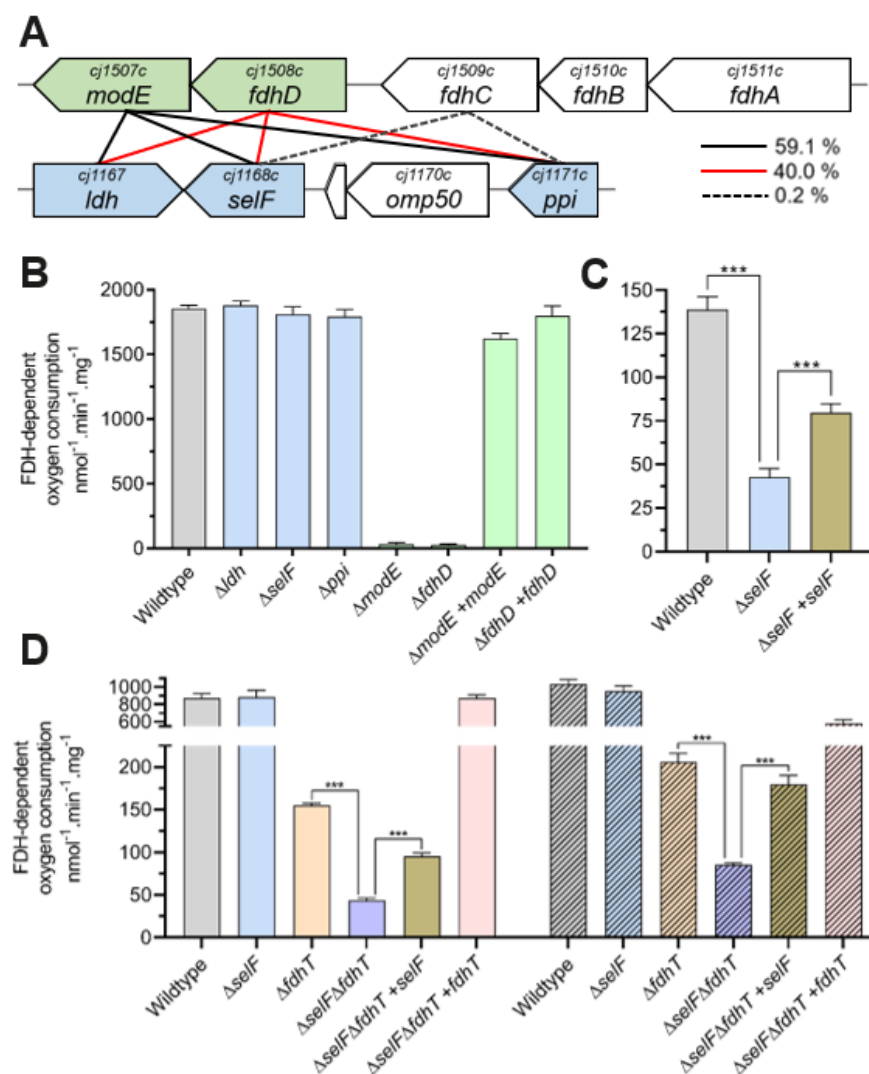 A
cj1507c cj1508c cj1509c cj1510c cj1511c
modE fdhD fdhC fdhB fdhA
59.1 %
40.0 %
0.2 %
cj1167 cj1168c cj1170c cj1171c
ldh selF omp50 ppi
B
FDH-dependent
oxygen consumption
nmol⁻¹.min⁻¹.mg⁻¹
2000
1500
1000
500
0
Wildtype
Δldh
ΔselF
Δppi
ΔmodE
ΔfdhD
ΔmodE +modE
ΔfdhD +fdhD
C
150
125
100
75
50
25
0
***
***
Wildtype
ΔselF
ΔselF +selF
D
FDH-dependent
oxygen consumption
nmol⁻¹.min⁻¹.mg⁻¹
1000
800
600
200
150
100
50
0
***
***
***
***
Wildtype
ΔselF
ΔfdhT
ΔselFΔfdhT
ΔselFΔfdhT +selF
ΔselFΔfdhT +fdhT
Wildtype
ΔselF
ΔfdhT
ΔselFΔfdhT
ΔselFΔfdhT +selF
ΔselFΔfdhT +fdhT